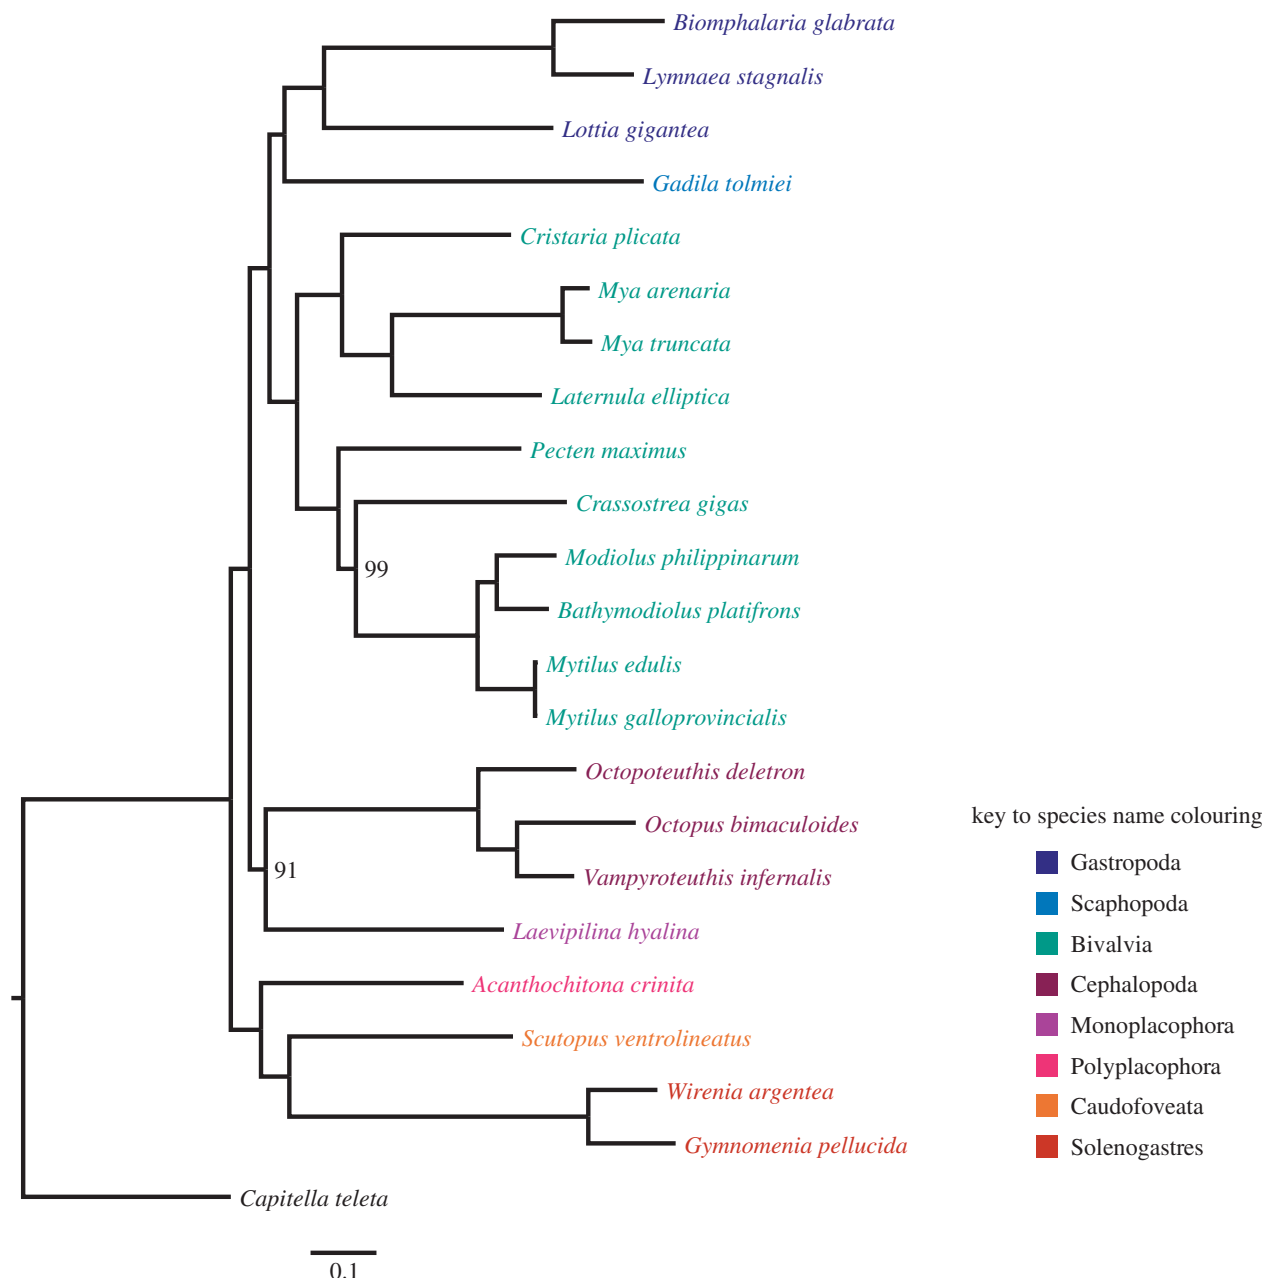 Biomphalaria glabrata
Lymnaea stagnalis
Lottia gigantea
Gadila tolmiei
Cristaria plicata
Mya arenaria
Mya truncata
Laternula elliptica
Pecten maximus
Crassostrea gigas
Modiolus philippinarum
99
Bathymodiolus platifrons
Mytilus edulis
Mytilus galloprovincialis
Octopoteuthis deletron
Octopus bimaculoides
Vampyroteuthis infernalis
91
Laevipilina hyalina
Acanthochitona crinita
Scutopus ventrolineatus
Wirenia argentea
Gymnomenia pellucida
Capitella teleta
0.1
key to species name colouring
Gastropoda
Scaphopoda
Bivalvia
Cephalopoda
Monoplacophora
Polyplacophora
Caudofoveata
Solenogastres